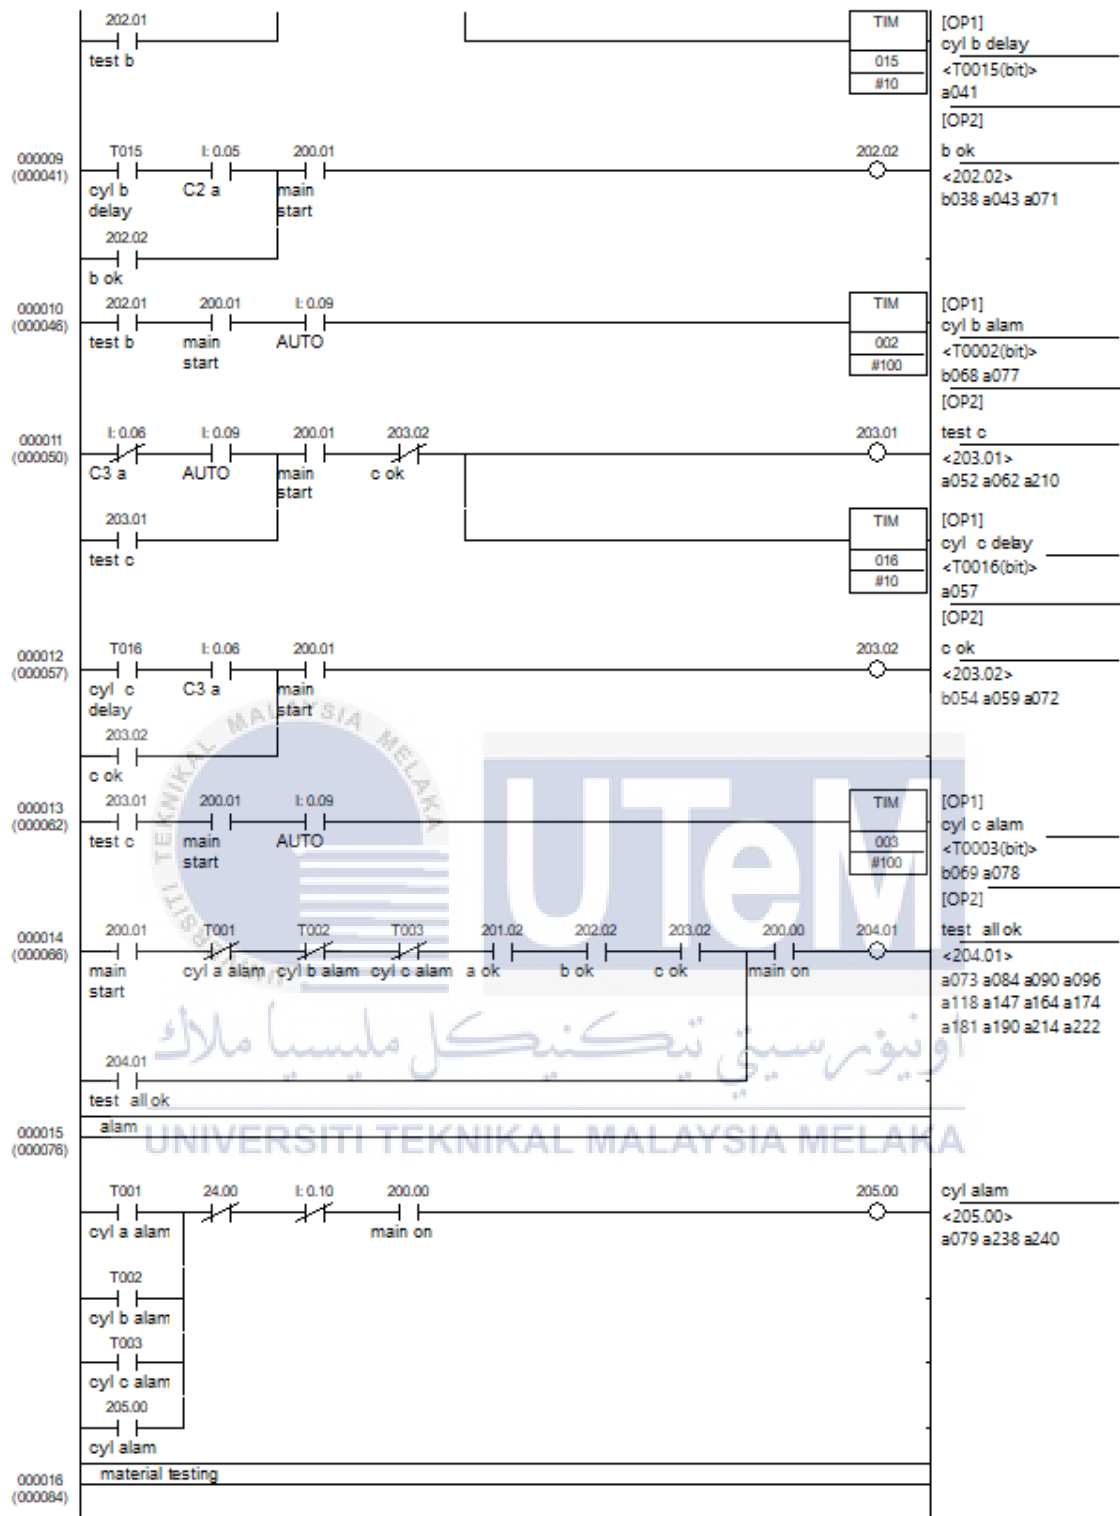 202.01
test b
TIM
015
#10
[OP1]
cyl b delay
<T0015(bit)>
a041
[OP2]
000009
(000041)
T015 I: 0.05 200.01 202.02
cyl b delay
C2 a
main start
b ok
<202.02>
b038 a043 a071
202.02
b ok
000010
(000046)
202.01 200.01 I: 0.09
test b
main start
AUTO
TIM
002
#100
[OP1]
cyl b alam
<T0002(bit)>
b068 a077
[OP2]
000011
(000050)
I: 0.06 I: 0.09 200.01 203.02 203.01
C3 a
AUTO
main start
c ok
test c
<203.01>
a052 a062 a210
203.01
test c
TIM
016
#10
[OP1]
cyl c delay
<T0016(bit)>
a057
[OP2]
000012
(000057)
T016 I: 0.06 200.01 203.02
cyl c delay
C3 a
main start
c ok
<203.02>
b054 a059 a072
203.02
c ok
000013
(000062)
203.01 200.01 I: 0.09
test c
main start
AUTO
TIM
003
#100
[OP1]
cyl c alam
<T0003(bit)>
b069 a078
[OP2]
000014
(000066)
200.01 T001 T002 T003 201.02 202.02 203.02 200.00 204.01
main start
cyl a alam cyl b alam cyl c alam a ok b ok c ok main on
test all ok
<204.01>
a073 a084 a090 a096
a118 a147 a164 a174
a181 a190 a214 a222
204.01
test all ok
000015
(000076)
alam
T001 24.00 I: 0.10 200.00 205.00
cyl a alam main on
cyl alam
<205.00>
a079 a238 a240
T002
cyl b alam
T003
cyl c alam
205.00
cyl alam
000016
(000084)
material testing
UNIVERSITI TEKNIKAL MALAYSIA MELAKA
UTeM
اونيۏرسيتي تيكنيكل مليسيا ملاك
UNIVERSITI TEKNIKAL MALAYSIA MELAKA